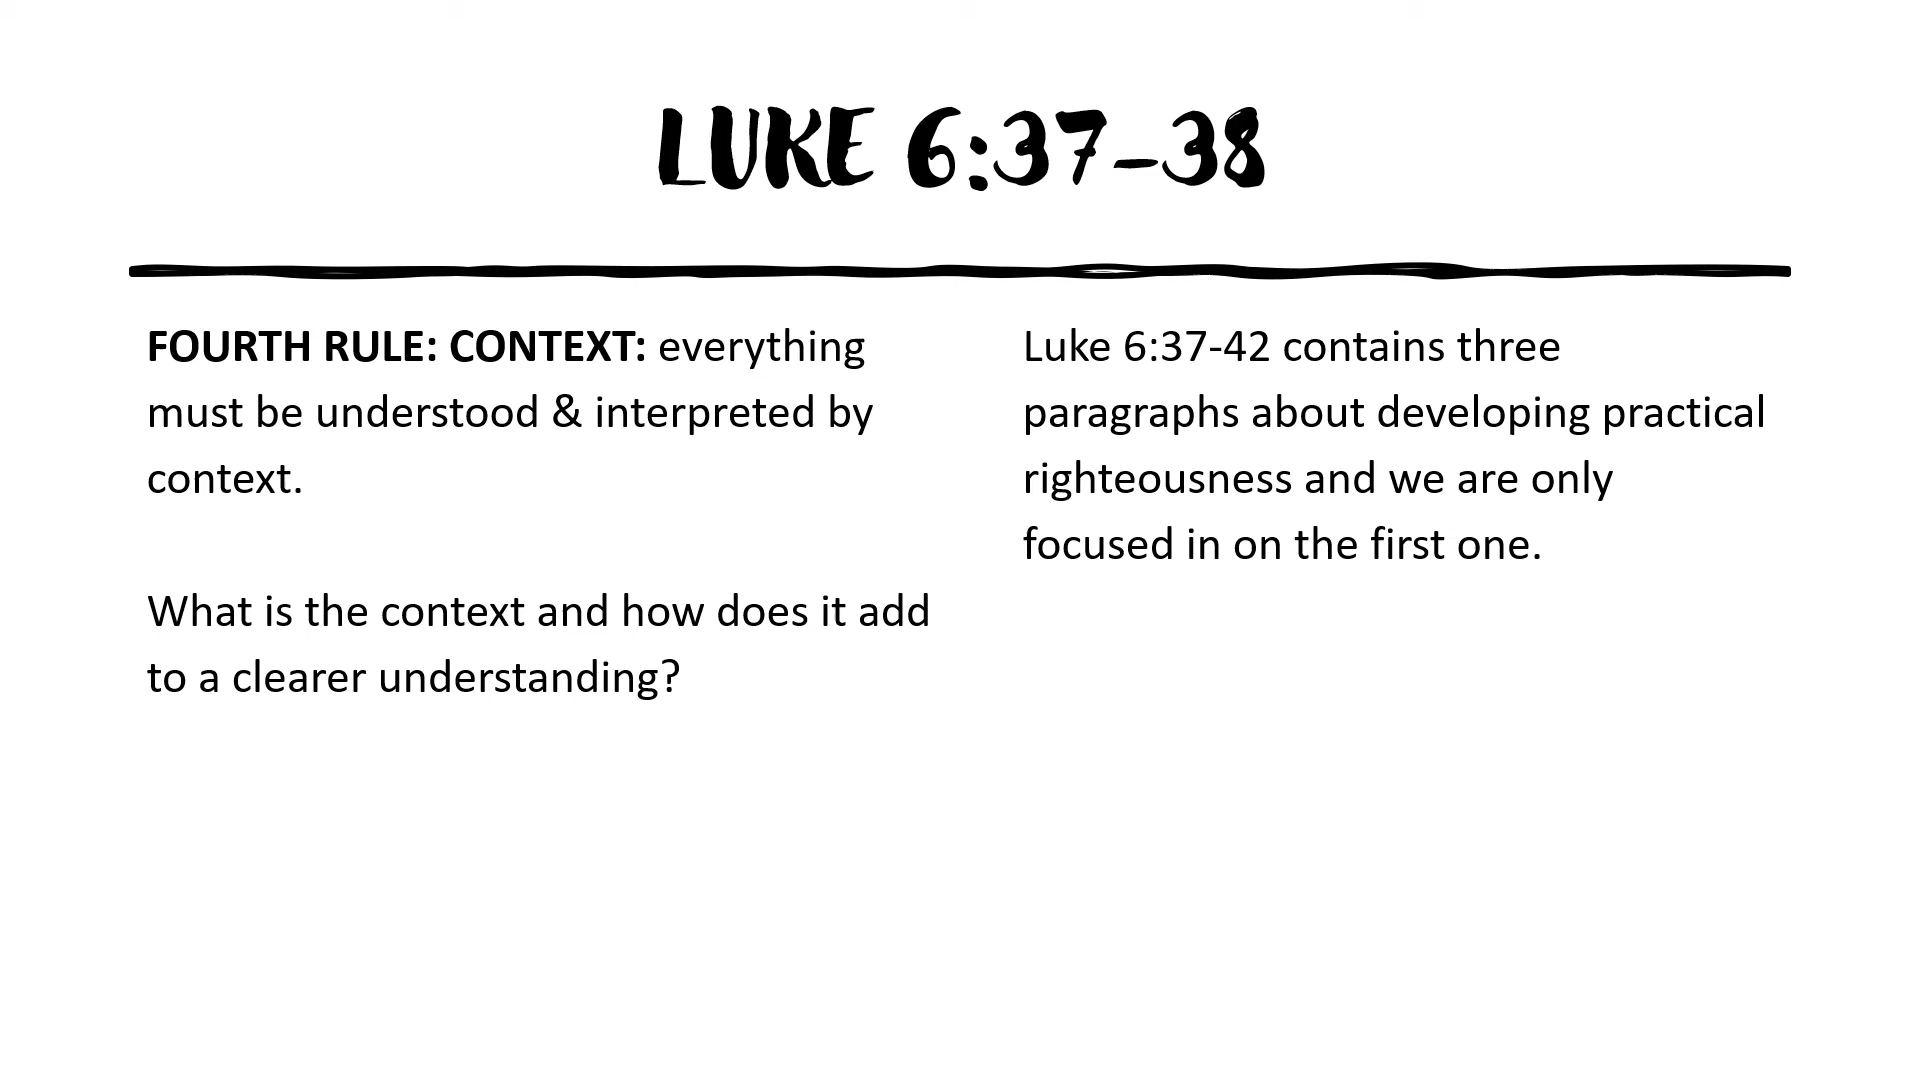 LUKE 6:37-38
FOURTH RULE: CONTEXT: everything
must be understood & interpreted by
context.
What is the context and how does it add
to a clearer understanding?
Luke 6:37-42 contains three
paragraphs about developing practical
righteousness and we are only
focused in on the first one.